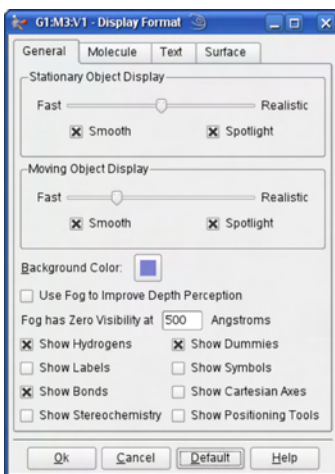 G1:M3:V1 - Display Format
General Molecule Text Surface
Stationary Object Display
Fast Realistic
Smooth Spotlight
Moving Object Display
Fast Realistic
Smooth Spotlight
Background Color:
Use Fog to Improve Depth Perception
Fog has Zero Visibility at 500 Angstroms
Show Hydrogens Show Dummies
Show Labels Show Symbols
Show Bonds Show Cartesian Axes
Show Stereochemistry Show Positioning Tools
Ok Cancel Default Help